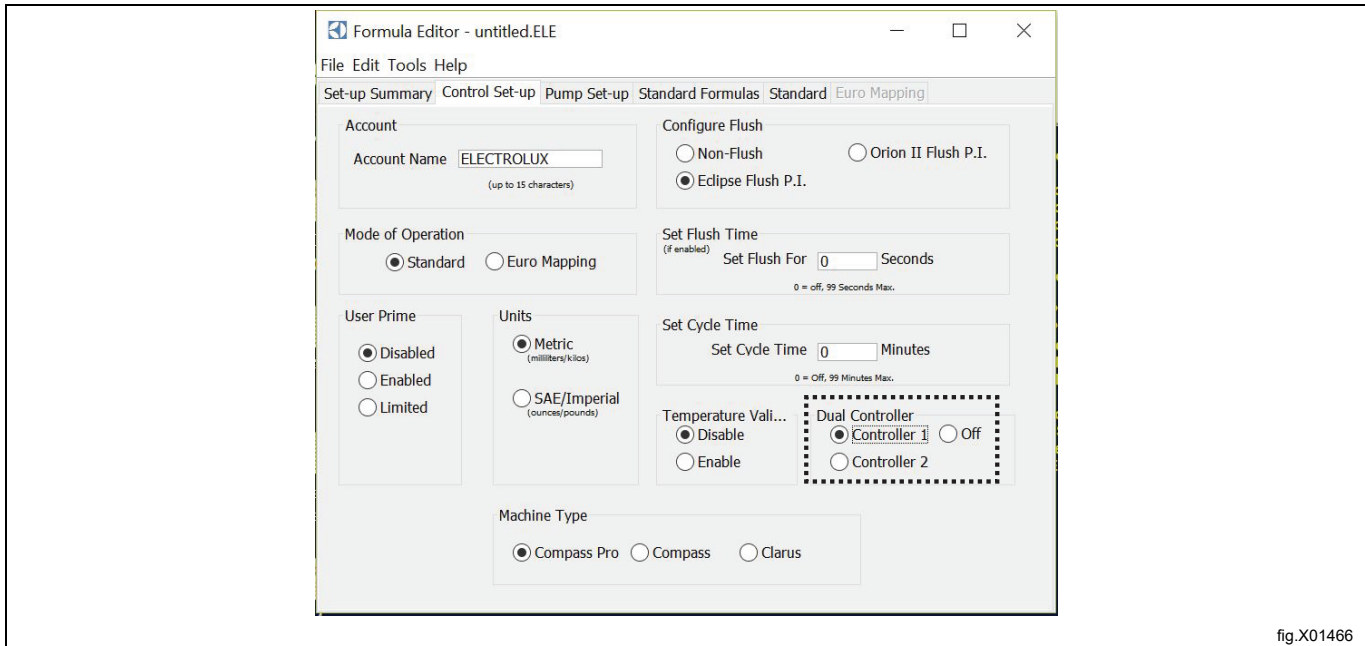 Formula Editor - untitled.ELE
File Edit Tools Help
Set-up Summary Control Set-up Pump Set-up Standard Formulas Standard Euro Mapping
Account
Account Name ELECTROLUX
(up to 15 characters)
Configure Flush
Non-Flush Orion II Flush P.I.
Eclipse Flush P.I.
Mode of Operation
Standard Euro Mapping
Set Flush Time
(if enabled)
Set Flush For 0 Seconds
0 = off, 99 Seconds Max.
User Prime
Disabled
Enabled
Limited
Units
Metric
(milliliters/kilos)
SAE/Imperial
(ounces/pounds)
Set Cycle Time
Set Cycle Time 0 Minutes
0 = Off, 99 Minutes Max.
Temperature Vali...
Disable
Enable
Dual Controller
Controller 1 Off
Controller 2
Machine Type
Compass Pro Compass Clarus
fig.X01466